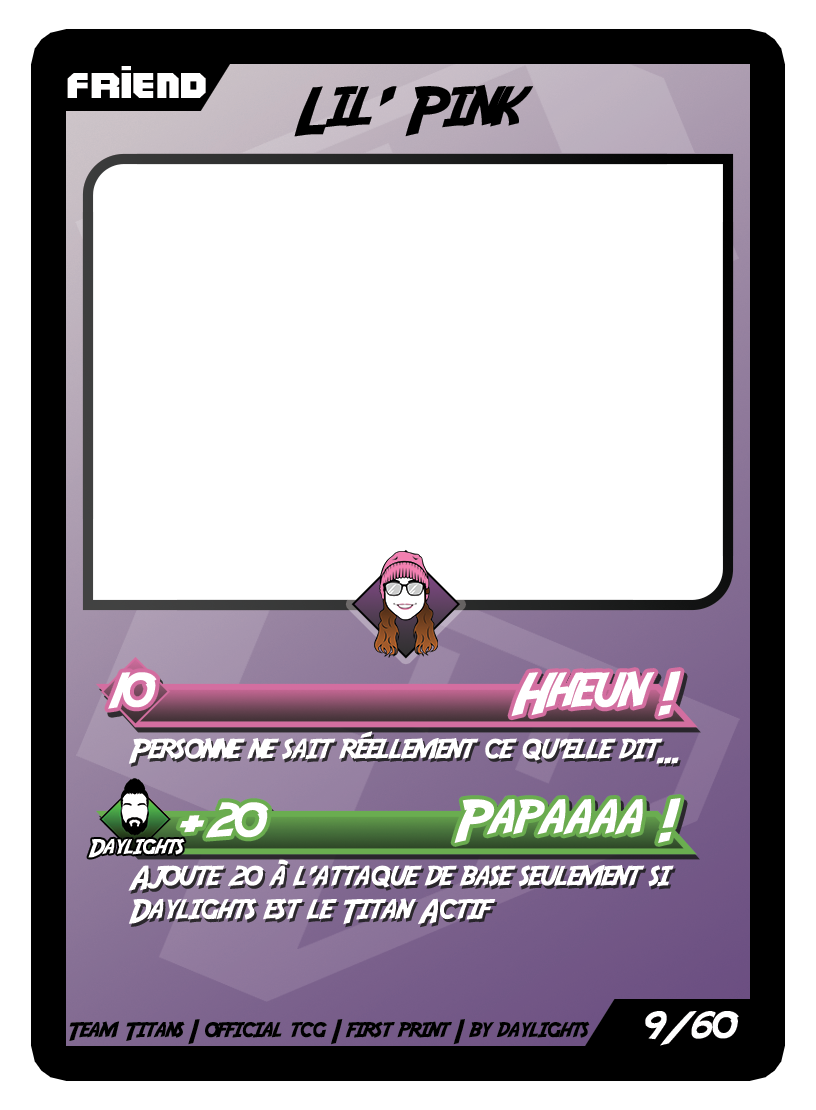 FRIEND
LIL' PINK
10
HHEUN !
PERSONNE NE SAIT RÉELLEMENT CE QU'ELLE DIT...
DAYLIGHTS
+20
PAPAAAA !
AJOUTE 20 À L'ATTAQUE DE BASE SEULEMENT SI
DAYLIGHTS EST LE TITAN ACTIF
TEAM TITANS | OFFICIAL TCG | FIRST PRINT | BY DAYLIGHTS
9/60